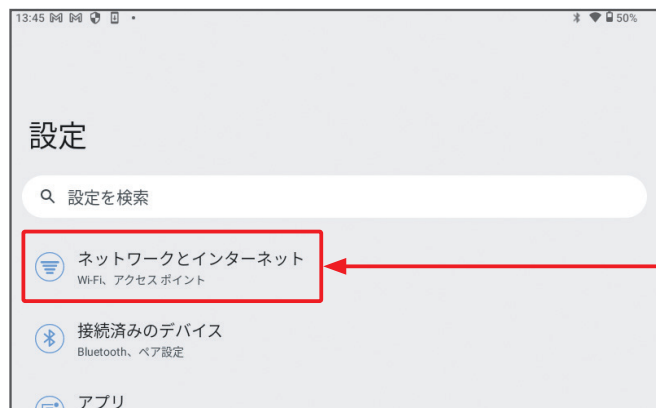 13:45
50%
設定
設定を検索
ネットワークとインターネット
Wi-Fi、アクセス ポイント
接続済みのデバイス
Bluetooth、ペア設定
アプリ